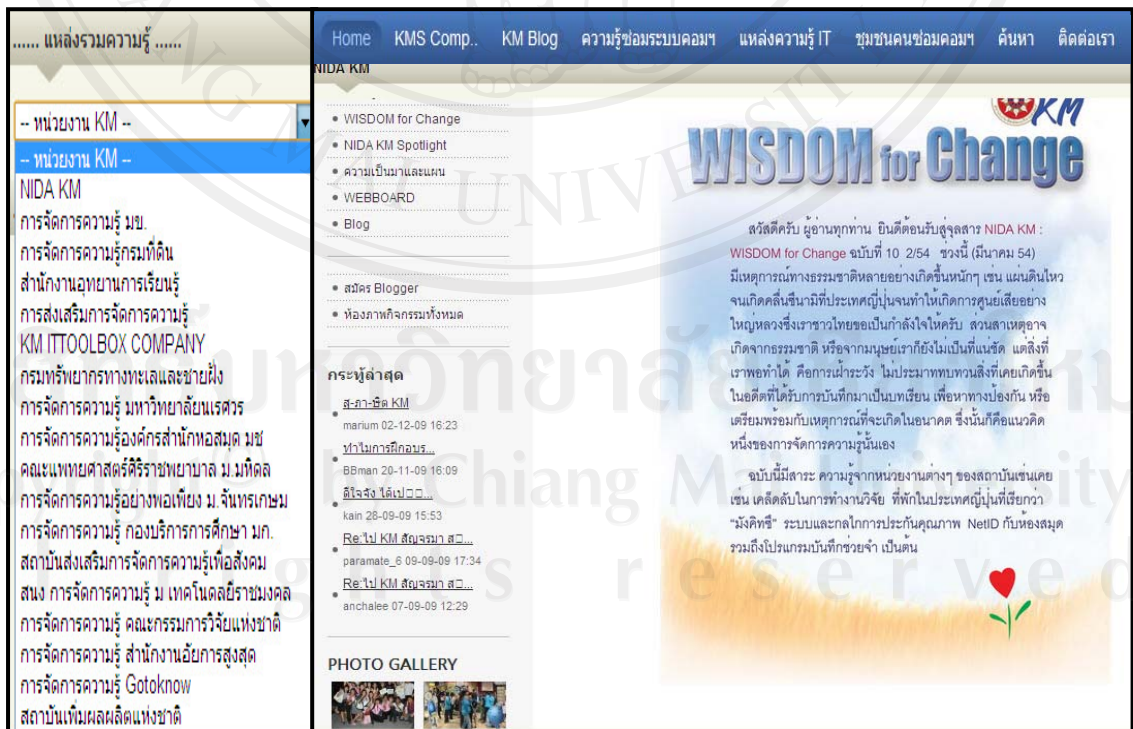 ...... แหล่งรวมความรู้ ......
-- หน่วยงาน KM --
-- หน่วยงาน KM --
NIDA KM
การจัดการความรู้ มข.
การจัดการความรู้กรมที่ดิน
สำนักงานอุทยานการเรียนรู้
การส่งเสริมการจัดการความรู้
KM ITTOOLBOX COMPANY
กรมทรัพยากรทางทะเลและชายฝั่ง
การจัดการความรู้ มหาวิทยาลัยนเรศวร
การจัดการความรู้องค์กรสำนักหอสมุด มช
คณะแพทยศาสตร์ศิริราชพยาบาล ม.มหิดล
การจัดการความรู้อย่างพอเพียง ม.จันทรเกษม
การจัดการความรู้ กองบริการการศึกษา มก.
สถาบันส่งเสริมการจัดการความรู้เพื่อสังคม
สนง การจัดการความรู้ ม เทคโนดลยีราชมงคล
การจัดการความรู้ คณะกรรมการวิจัยแห่งชาติ
การจัดการความรู้ สำนักงานอัยการสูงสุด
การจัดการความรู้ Gotoknow
สถาบันเพิ่มผลผลิตแห่งชาติ
Home KMS Comp.. KM Blog ความรู้ซ่อมระบบคอมฯ แหล่งความรู้ IT ชุมชนคนซ่อมคอมฯ ค้นหา ติดต่อเรา
NIDA KM
WISDOM for Change
NIDA KM Spotlight
ความเป็นมาและแผน
WEBBOARD
Blog
สมัคร Blogger
ห้องภาพกิจกรรมทั้งหมด
กระทู้ล่าสุด
สุ-ภา-ษิต KM
marium 02-12-09 16:23
ทำไมการฝึกอบร...
BBman 20-11-09 16:09
ดีใจจัง ได้เป□□...
kain 28-09-09 15:53
Re:ไป KM สัญจรมา ส□...
paramate_6 09-09-09 17:34
Re:ไป KM สัญจรมา ส□...
anchalee 07-09-09 12:29
PHOTO GALLERY
KM
WISDOM for Change
สวัสดีครับ ผู้อ่านทุกท่าน ยินดีต้อนรับสู่จุลสาร NIDA KM :
WISDOM for Change ฉบับที่ 10 2/54 ช่วงนี้ (มีนาคม 54)
มีเหตุการณ์ทางธรรมชาติหลายอย่างเกิดขึ้นหนักๆ เช่น แผ่นดินไหว
จนเกิดคลื่นซึนามิที่ประเทศญี่ปุ่นจนทำให้เกิดการศูนย์เสียอย่าง
ใหญ่หลวงซึ่งเราชาวไทยขอเป็นกำลังใจให้ครับ ส่วนสาเหตุอาจ
เกิดจากธรรมชาติ หรือจากมนุษย์เราก็ยังไม่เป็นที่แน่ชัด แต่สิ่งที่
เราพอทำได้ คือการเฝ้าระวัง ไม่ประมาททบทวนสิ่งที่เคยเกิดขึ้น
ในอดีตที่ได้รับการบันทึกมาเป็นบทเรียน เพื่อหาทางป้องกัน หรือ
เตรียมพร้อมกับเหตุการณ์ที่จะเกิดในอนาคต ซึ่งนั้นก็คือแนวคิด
หนึ่งของการจัดการความรู้นั้นเอง
ฉบับนี้มีสาระ ความรู้จากหน่วยงานต่างๆ ของสถาบันเช่นเคย
เช่น เคล็ดลับในการทำงานวิจัย ที่พักในประเทศญี่ปุ่นที่เรียกว่า
"มังคิทซึ" ระบบและกลไกการประกันคุณภาพ NetID กับห้องสมุด
รวมถึงโปรแกรมบันทึกช่วยจำ เป็นต้น